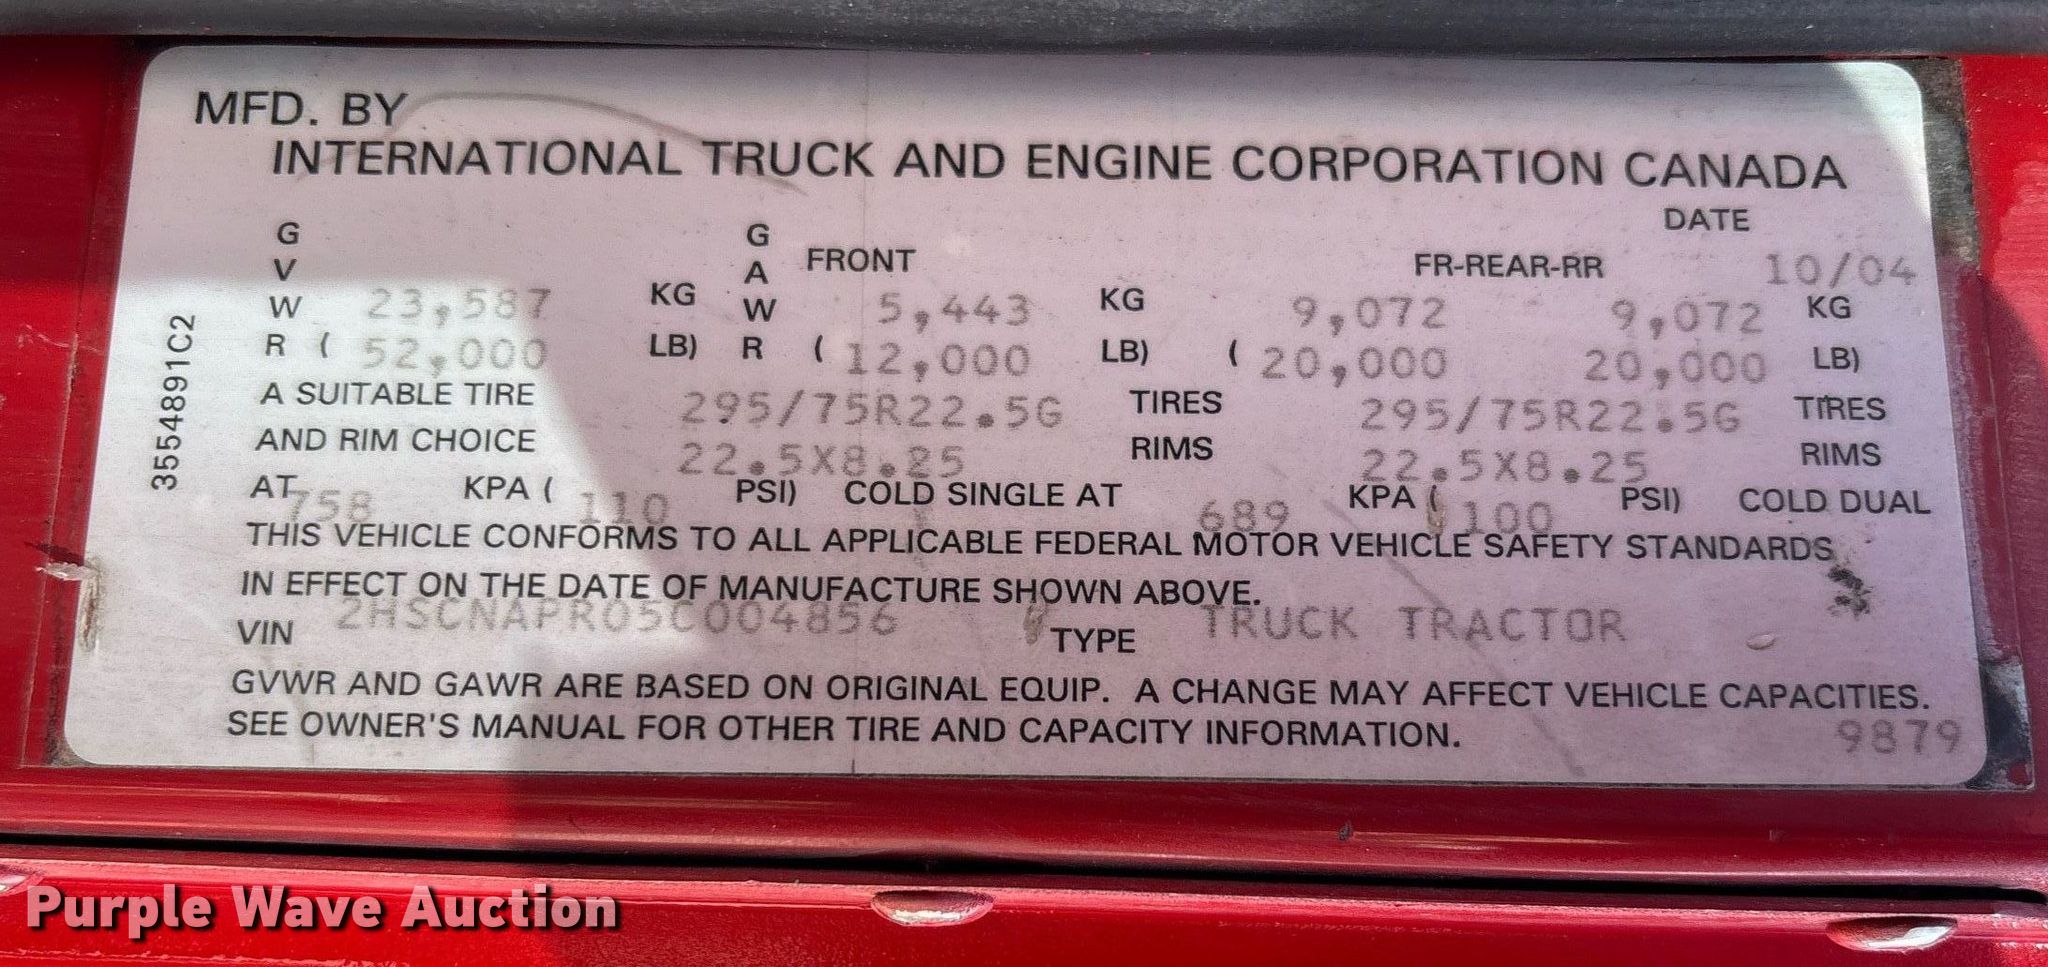 MFD. BY
INTERNATIONAL TRUCK AND ENGINE CORPORATION CANADA
DATE
GVWR GAWR FRONT FR-REAR-RR 10/04
23,587 KG 5,443 KG 9,072 9,072 KG
( 52,000 LB) ( 12,000 LB) ( 20,000 20,000 LB)
A SUITABLE TIRE 295/75R22.5G TIRES 295/75R22.5G TIRES
AND RIM CHOICE 22.5X8.25 RIMS 22.5X8.25 RIMS
AT 758 KPA ( 110 PSI) COLD SINGLE AT 689 KPA ( 100 PSI) COLD DUAL
THIS VEHICLE CONFORMS TO ALL APPLICABLE FEDERAL MOTOR VEHICLE SAFETY STANDARDS
IN EFFECT ON THE DATE OF MANUFACTURE SHOWN ABOVE.
VIN 2HSCNAPR05C004856 TYPE TRUCK TRACTOR
GVWR AND GAWR ARE BASED ON ORIGINAL EQUIP. A CHANGE MAY AFFECT VEHICLE CAPACITIES.
SEE OWNER'S MANUAL FOR OTHER TIRE AND CAPACITY INFORMATION.
9879
3554891C2
Purple Wave Auction